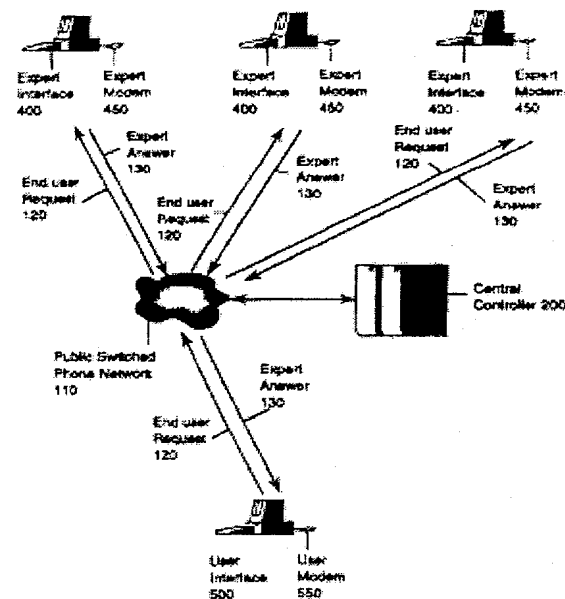 Expert
Interface
400
Expert
Modem
450
Expert
Interface
400
Expert
Modem
450
Expert
Interface
400
Expert
Modem
450
Expert
Answer
130
End user
Request
120
Expert
Answer
130
End user
Request
120
End user
Request
120
Expert
Answer
130
Central
Controller 200
Public Switched
Phone Network
110
Expert
Answer
130
End user
Request
120
User
Interface
500
User
Modem
550